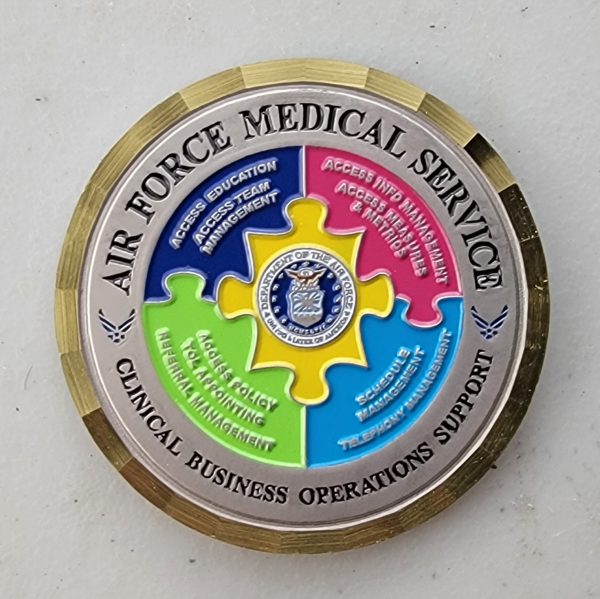 AIR FORCE MEDICAL SERVICE
ACCESS EDUCATION
ACCESS TEAM
MANAGEMENT
ACCESS INFO MANAGEMENT
ACCESS MEASURES
& METRICS
DEPARTMENT OF THE AIR FORCE
UNITED STATES OF AMERICA
ACCESS POLICY
TOL APPOINTING
REFERRAL MANAGEMENT
SCHEDULE
MANAGEMENT
TELEPHONY MANAGEMENT
CLINICAL BUSINESS OPERATIONS SUPPORT